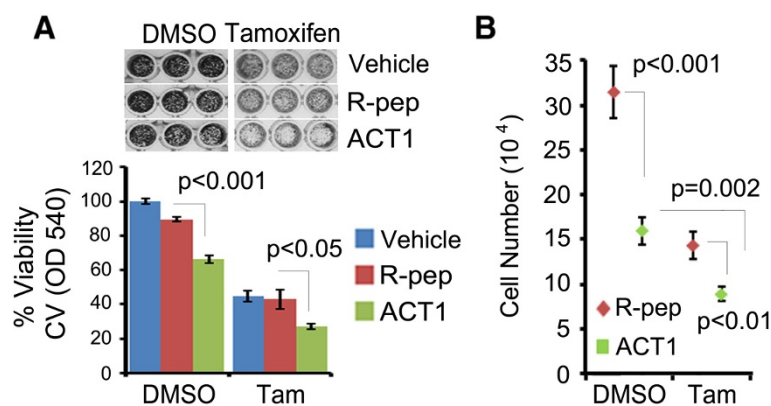 A
DMSO Tamoxifen
Vehicle
R-pep
ACT1
% Viability
CV (OD 540)
120
100
80
60
40
20
0
p<0.001
p<0.05
Vehicle
R-pep
ACT1
DMSO Tam
B
Cell Number (10 4)
35
30
25
20
15
10
5
0
p<0.001
p=0.002
p<0.01
R-pep
ACT1
DMSO Tam